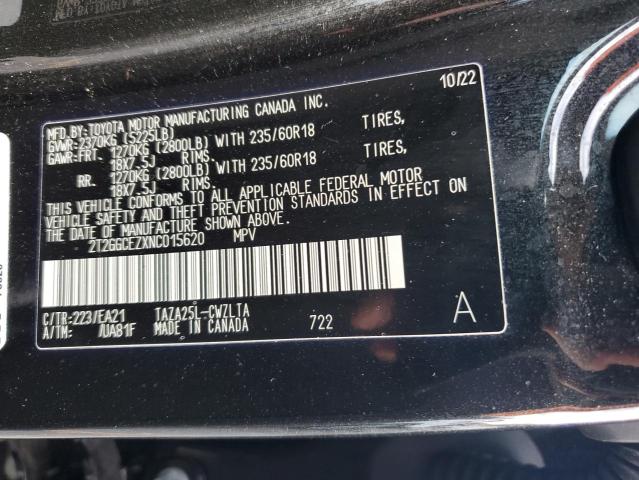 10/22
MFD.BY:TOYOTA MOTOR MANUFACTURING CANADA INC.
GVWR:2370KG (5225LB)
GAWR:FRT. 1270KG (2800LB) WITH 235/60R18 TIRES,
18X7.5J RIMS,
RR. 1270KG (2800LB) WITH 235/60R18 TIRES,
18X7.5J RIMS.
THIS VEHICLE CONFORMS TO ALL APPLICABLE FEDERAL MOTOR
VEHICLE SAFETY AND THEFT PREVENTION STANDARDS IN EFFECT ON
THE DATE OF MANUFACTURE SHOWN ABOVE.
2T2GGCEZXNC015620 MPV
C/TR:223/EA21 TAZA25L-CWZLTA
A/TM: /UA81F MADE IN CANADA 722 A